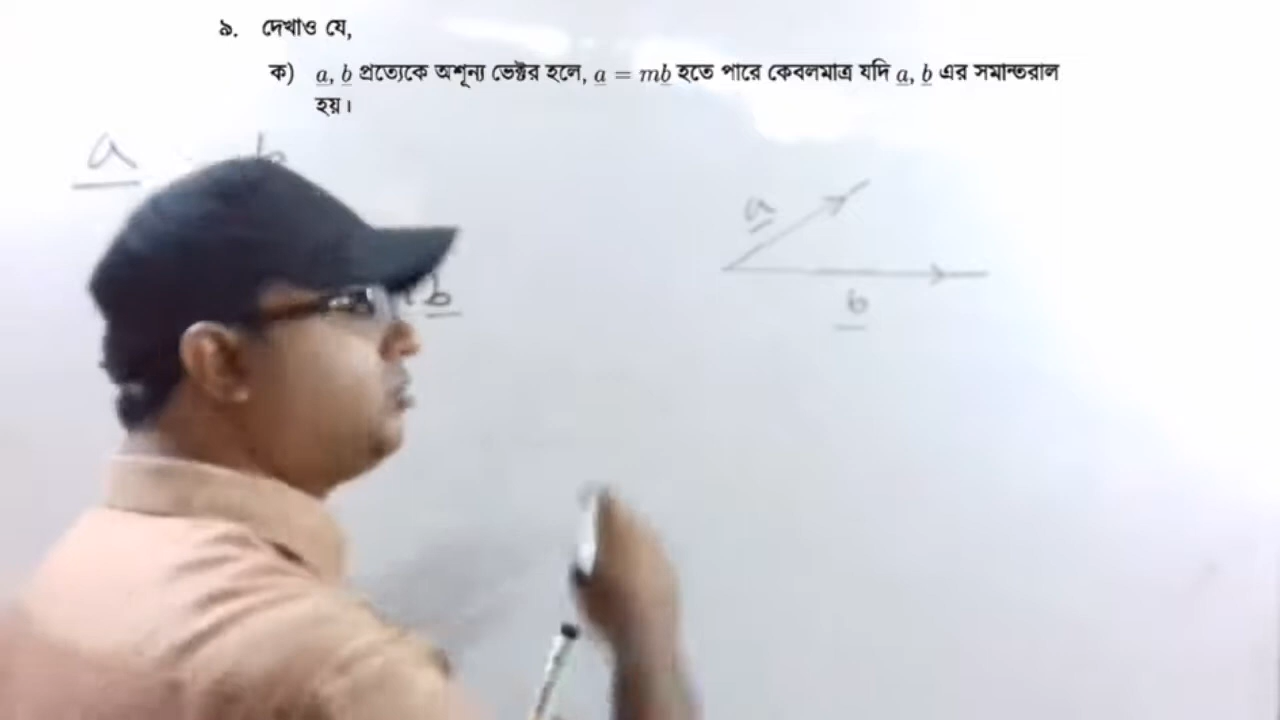 ৯. দেখাও যে,
ক) a, b প্রত্যেকে অশূন্য ভেক্টর হলে, a = mb হতে পারে কেবলমাত্র যদি a, b এর সমান্তরাল
হয়।
a b
a
b
b